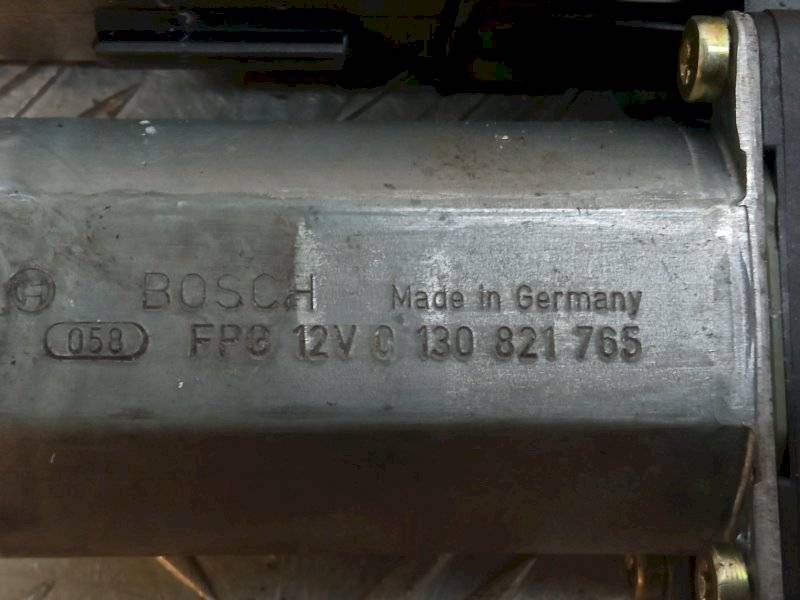 BOSCH Made in Germany
058 FPG 12V 0 130 821 765